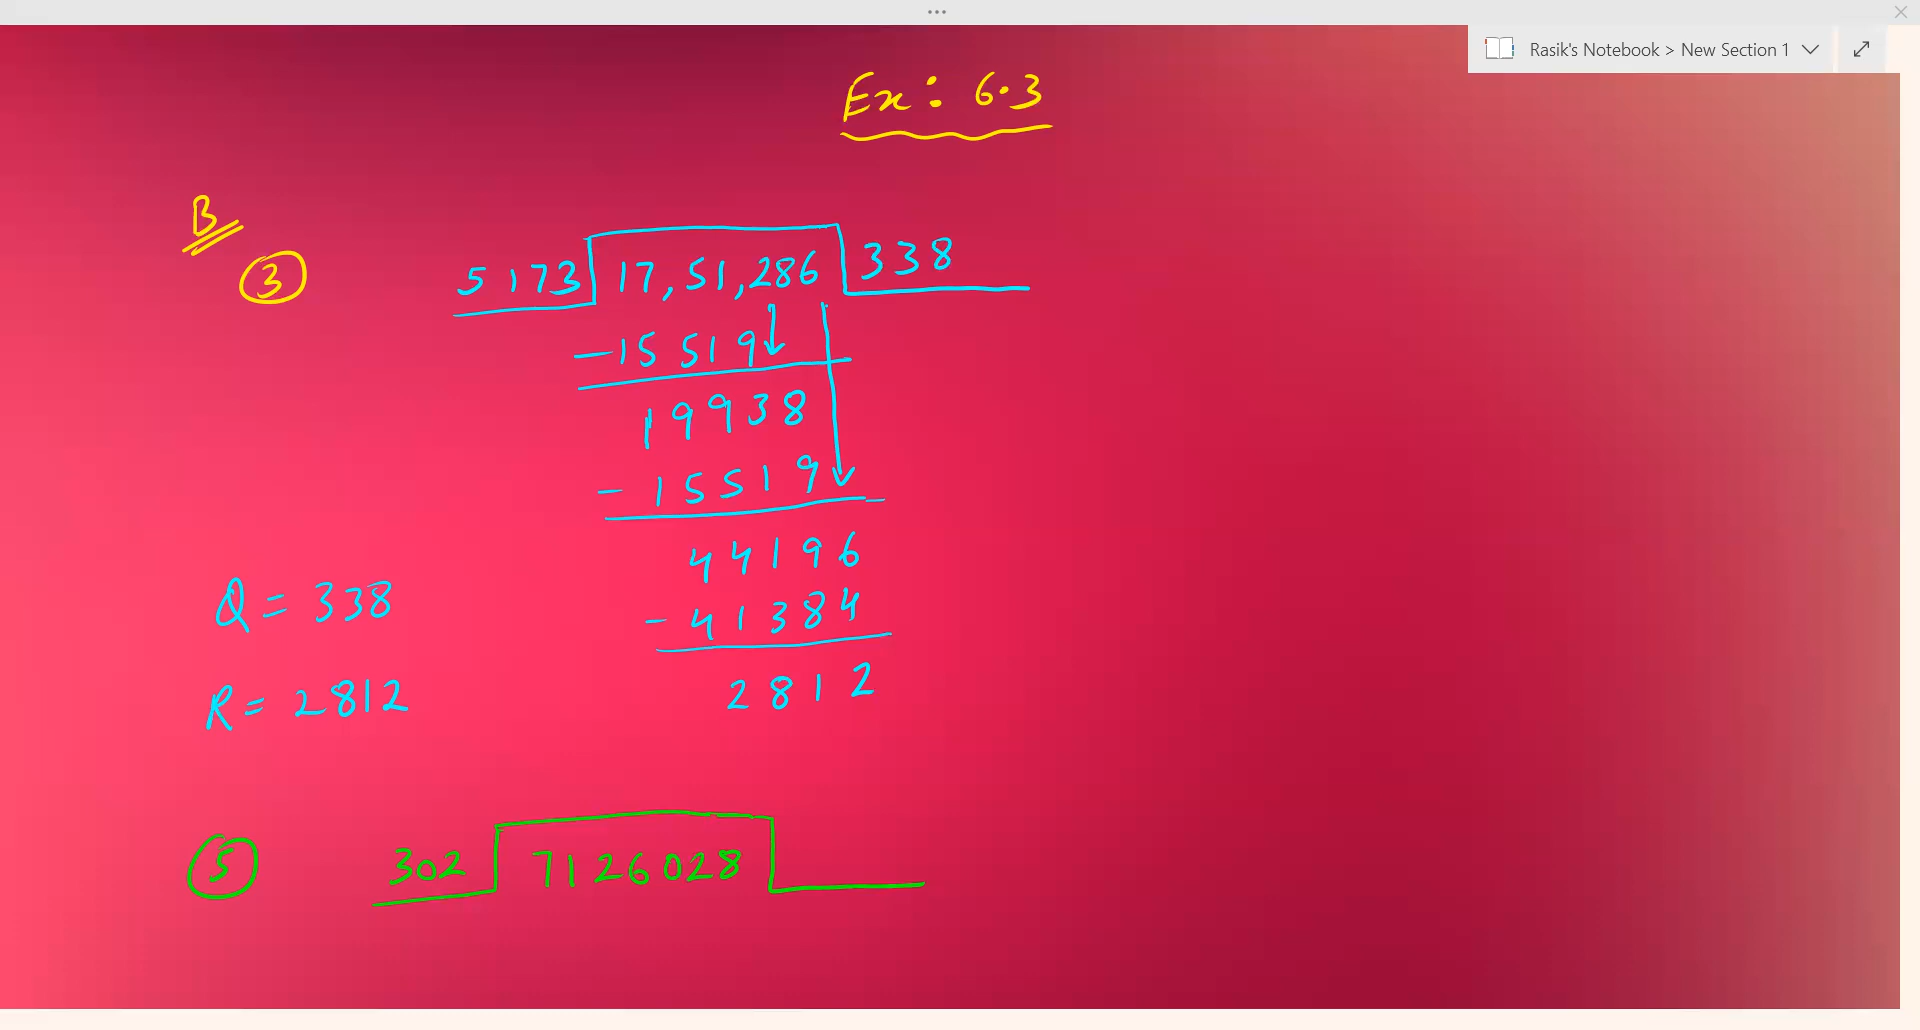 Rasik's Notebook > New Section 1
Ex: 6.3
B
3
5173 17,51,286 338
-15519
19938
-15519
44196
-41384
2812
Q = 338
R = 2812
5 302 7126028